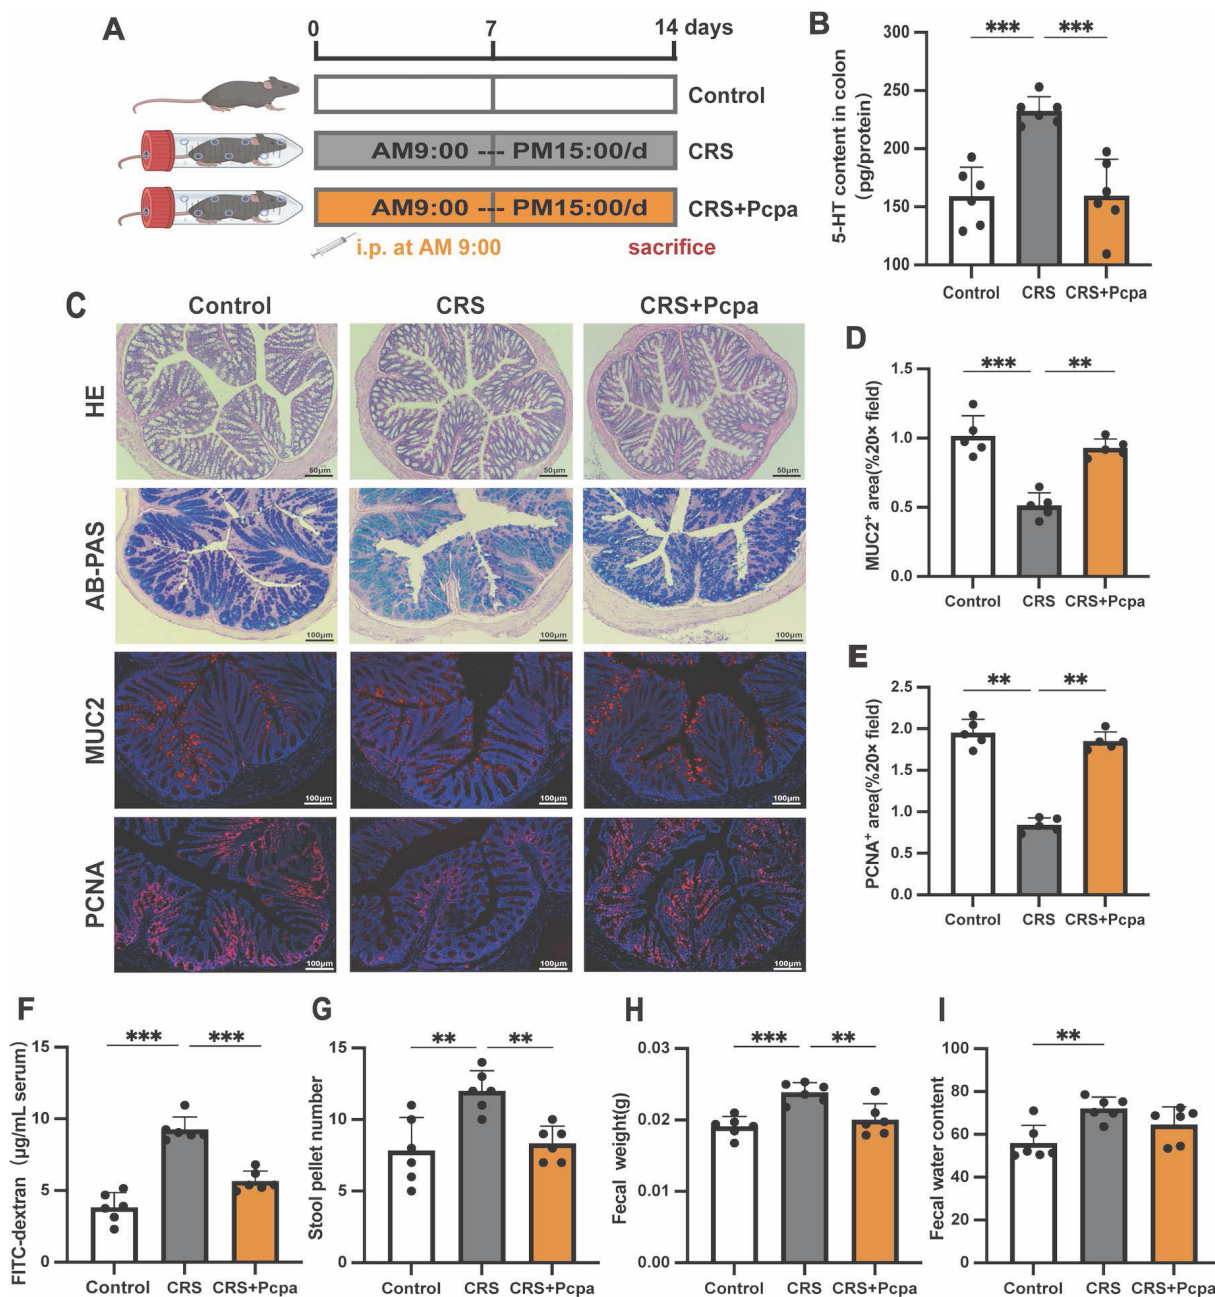 A
0 7 14 days
Control
AM9:00 --- PM15:00/d
CRS
AM9:00 --- PM15:00/d
CRS+Pcpa
i.p. at AM 9:00
sacrifice
B
5-HT content in colon
(pg/protein)
300
250
200
150
100
*** ***
Control CRS CRS+Pcpa
C
Control CRS CRS+Pcpa
HE
50μm 50μm 50μm
AB-PAS
100μm 100μm 100μm
MUC2
100μm 100μm 100μm
PCNA
100μm 100μm 100μm
D
MUC2+ area(%20× field)
1.5
1.0
0.5
0.0
*** **
Control CRS CRS+Pcpa
E
PCNA+ area(%20× field)
2.5
2.0
1.5
1.0
0.5
0.0
** **
Control CRS CRS+Pcpa
F
FITC-dextran (μg/mL serum)
15
10
5
0
*** ***
Control CRS CRS+Pcpa
G
Stool pellet number
15
10
5
0
** **
Control CRS CRS+Pcpa
H
Fecal weight(g)
0.03
0.02
0.01
0.00
*** **
Control CRS CRS+Pcpa
I
Fecal water content
100
80
60
40
20
0
**
Control CRS CRS+Pcpa